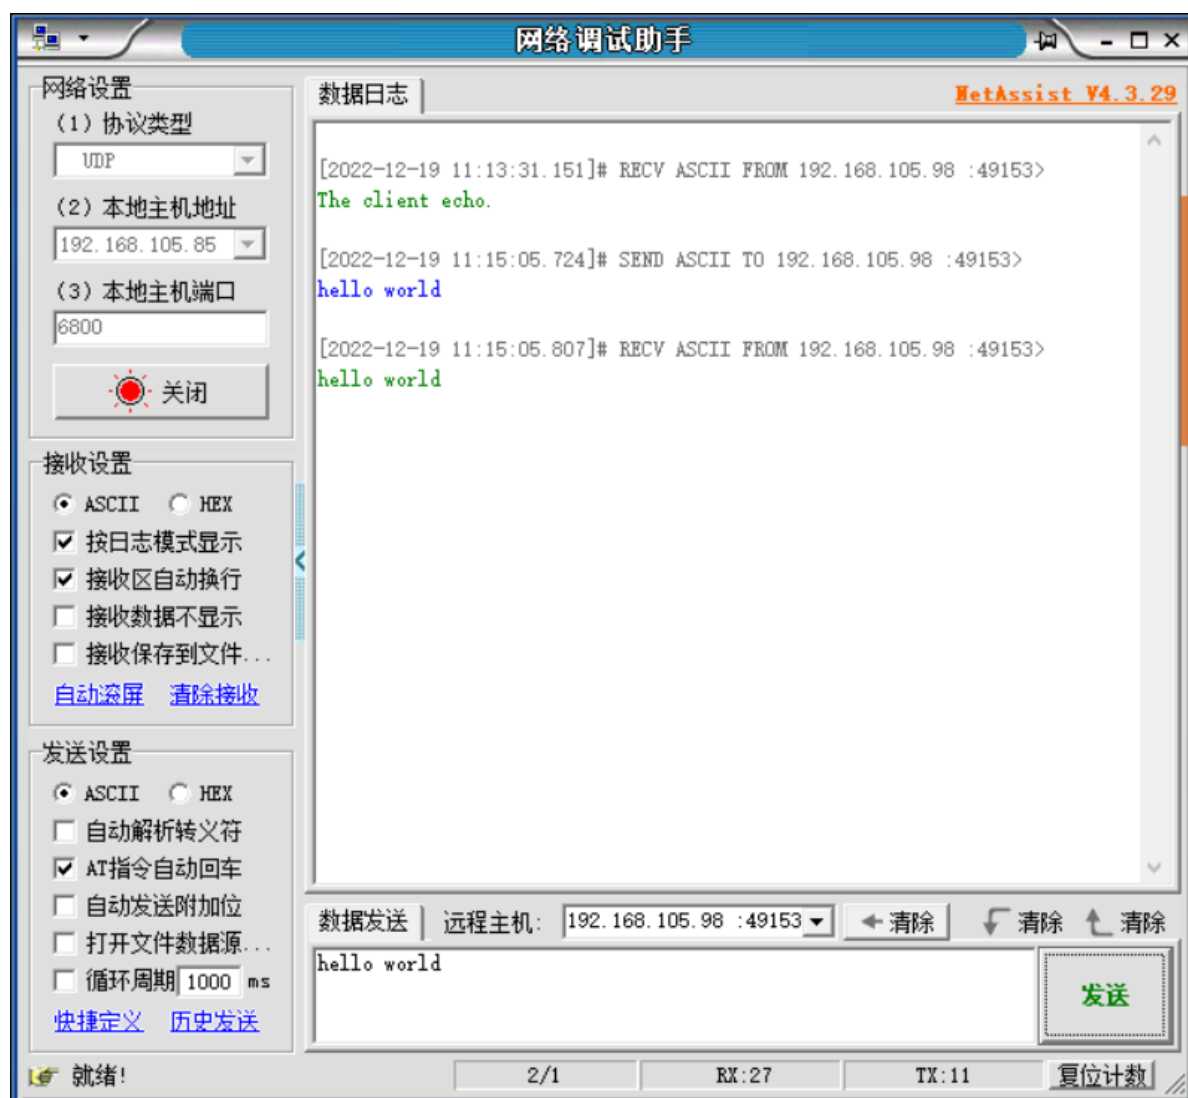 网络调试助手
网络设置
(1) 协议类型
UDP
(2) 本地主机地址
192.168.105.85
(3) 本地主机端口
6800
关闭
接收设置
ASCII HEX
按日志模式显示
接收区自动换行
接收数据不显示
接收保存到文件...
自动滚屏 清除接收
发送设置
ASCII HEX
自动解析转义符
AT指令自动回车
自动发送附加位
打开文件数据源...
循环周期 1000 ms
快捷定义 历史发送
数据日志 NetAssist V4.3.29
[2022-12-19 11:13:31.151]# RECV ASCII FROM 192.168.105.98 :49153>
The client echo.
[2022-12-19 11:15:05.724]# SEND ASCII TO 192.168.105.98 :49153>
hello world
[2022-12-19 11:15:05.807]# RECV ASCII FROM 192.168.105.98 :49153>
hello world
数据发送 远程主机: 192.168.105.98 :49153 清除 清除 清除
hello world
发送
就绪! 2/1 RX:27 TX:11 复位计数